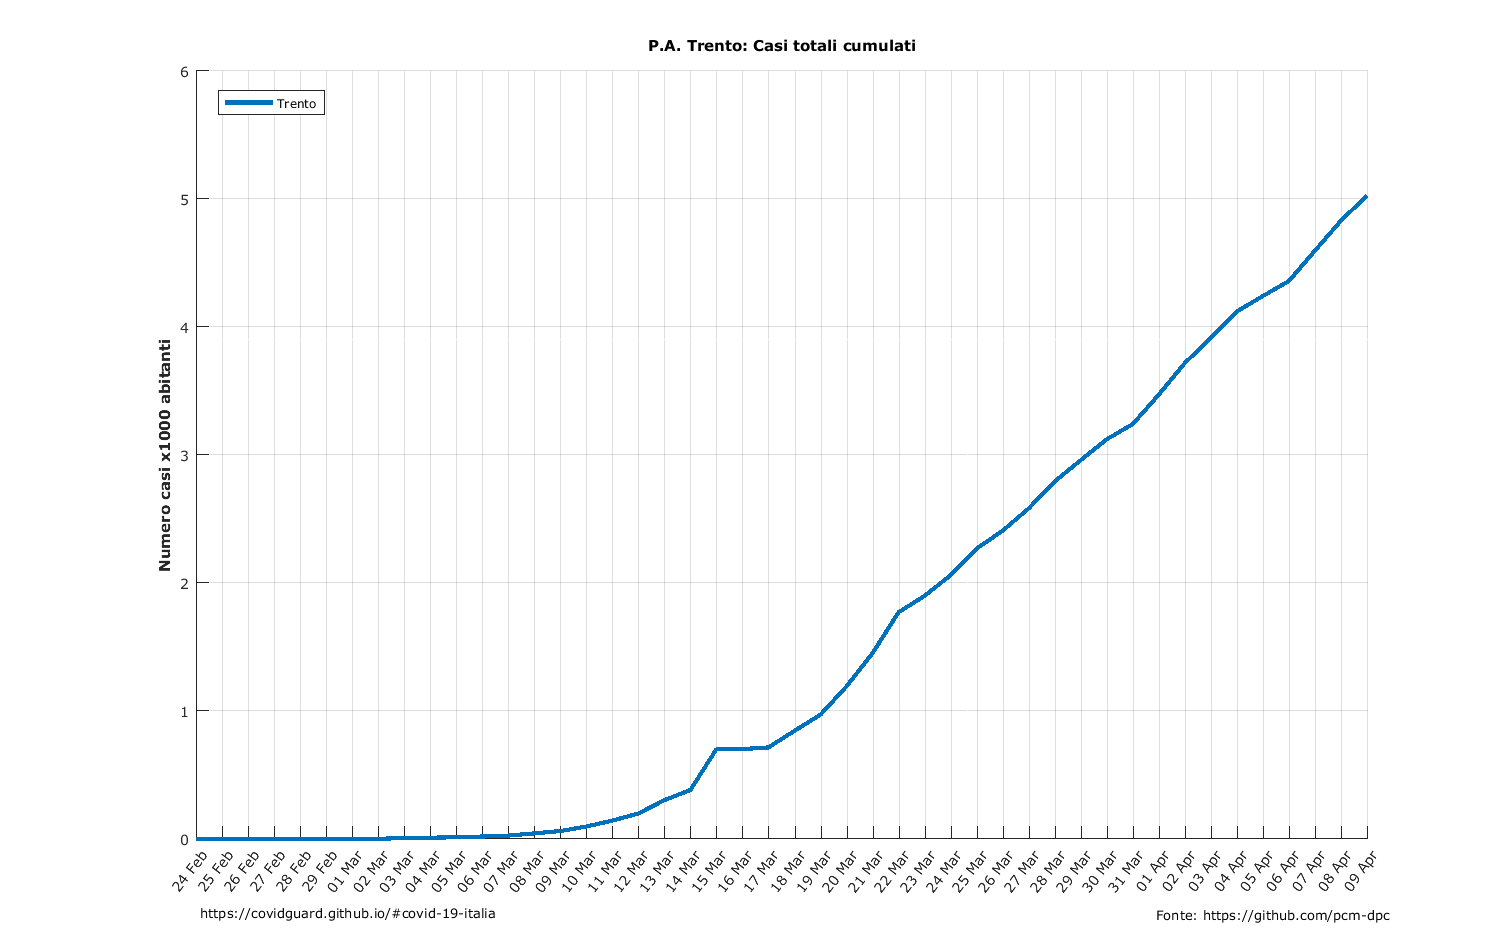 P.A. Trento: Casi totali cumulati
6
Trento
5
4
3
2
1
0
Numero casi x1000 abitanti
24 Feb
25 Feb
26 Feb
27 Feb
28 Feb
29 Feb
01 Mar
02 Mar
03 Mar
04 Mar
05 Mar
06 Mar
07 Mar
08 Mar
09 Mar
10 Mar
11 Mar
12 Mar
13 Mar
14 Mar
15 Mar
16 Mar
17 Mar
18 Mar
19 Mar
20 Mar
21 Mar
22 Mar
23 Mar
24 Mar
25 Mar
26 Mar
27 Mar
28 Mar
29 Mar
30 Mar
31 Mar
01 Apr
02 Apr
03 Apr
04 Apr
05 Apr
06 Apr
07 Apr
08 Apr
09 Apr
https://covidguard.github.io/#covid-19-italia
Fonte: https://github.com/pcm-dpc